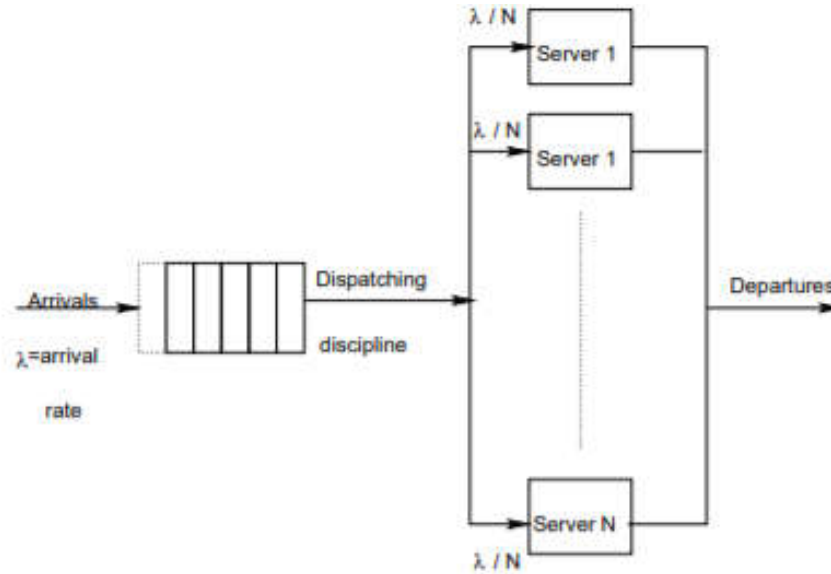 λ / N
Server 1
λ / N
Server 1
Dispatching
Arrivals
Departures
discipline
λ=arrival
rate
Server N
λ / N